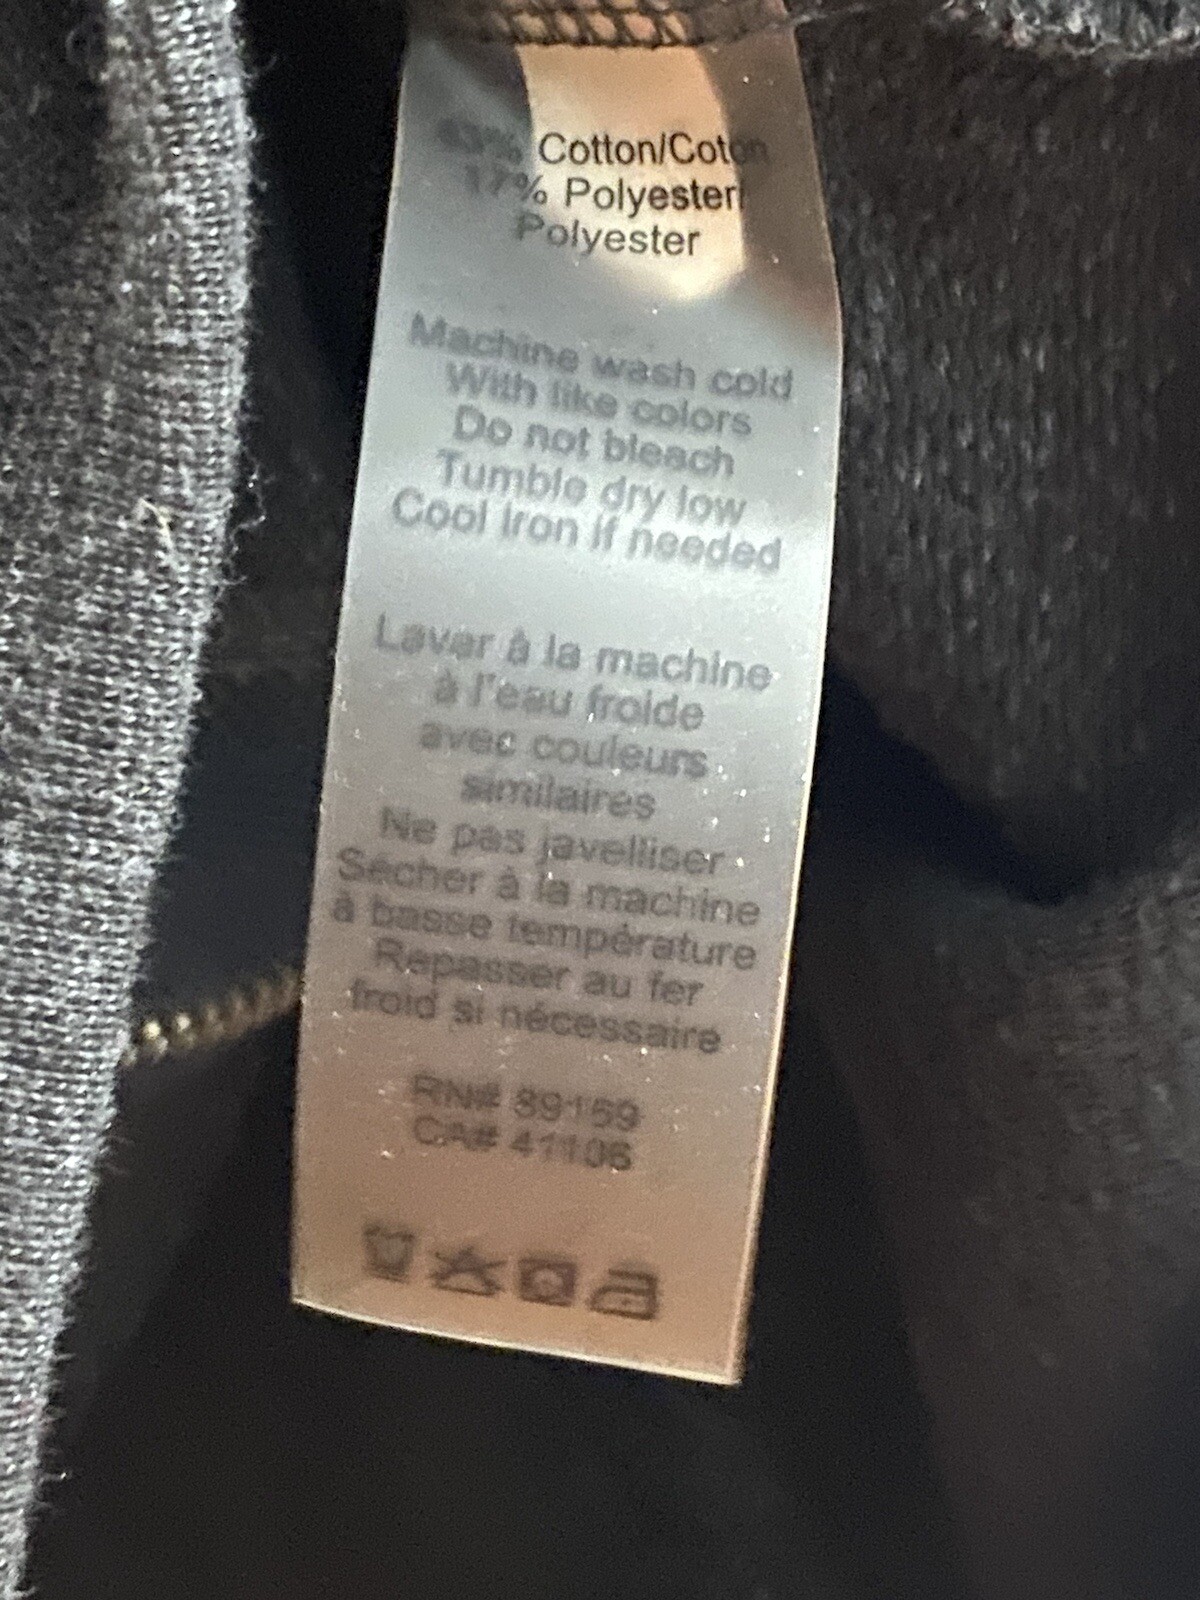 % Cotton/Coton
17% Polyester/
Polyester
Machine wash cold
With like colors
Do not bleach
Tumble dry low
Cool Iron if needed
Laver à la machine
à l'eau froide
avec couleurs
similaires
Ne pas javelliser
Sécher à la machine
à basse température
Repasser au fer
froid si nécessaire
RN# 89159
CA# 41106